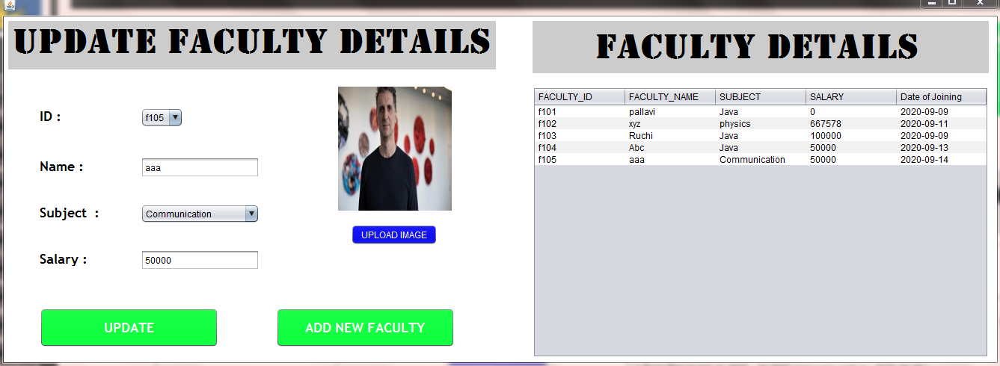 UPDATE FACULTY DETAILS
ID : f105
Name : aaa
Subject : Communication
Salary : 50000
UPLOAD IMAGE
UPDATE ADD NEW FACULTY
FACULTY DETAILS
FACULTY_ID FACULTY_NAME SUBJECT SALARY Date of Joining
f101 pallavi Java 0 2020-09-09
f102 xyz physics 667578 2020-09-11
f103 Ruchi Java 100000 2020-09-09
f104 Abc Java 50000 2020-09-13
f105 aaa Communication 50000 2020-09-14